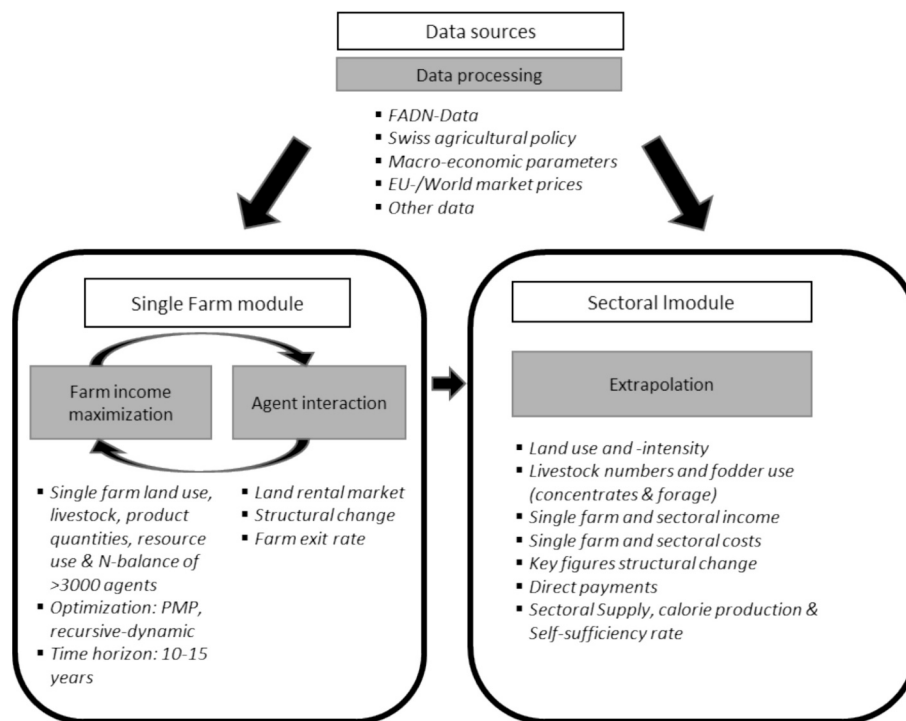 Data sources
Data processing
▪ FADN-Data
▪ Swiss agricultural policy
▪ Macro-economic parameters
▪ EU-/World market prices
▪ Other data
Single Farm module
Farm income
maximization
Agent interaction
▪ Single farm land use,
livestock, product
quantities, resource
use & N-balance of
>3000 agents
▪ Optimization: PMP,
recursive-dynamic
▪ Time horizon: 10-15
years
▪ Land rental market
▪ Structural change
▪ Farm exit rate
Sectoral lmodule
Extrapolation
▪ Land use and -intensity
▪ Livestock numbers and fodder use
(concentrates & forage)
▪ Single farm and sectoral income
▪ Single farm and sectoral costs
▪ Key figures structural change
▪ Direct payments
▪ Sectoral Supply, calorie production &
Self-sufficiency rate